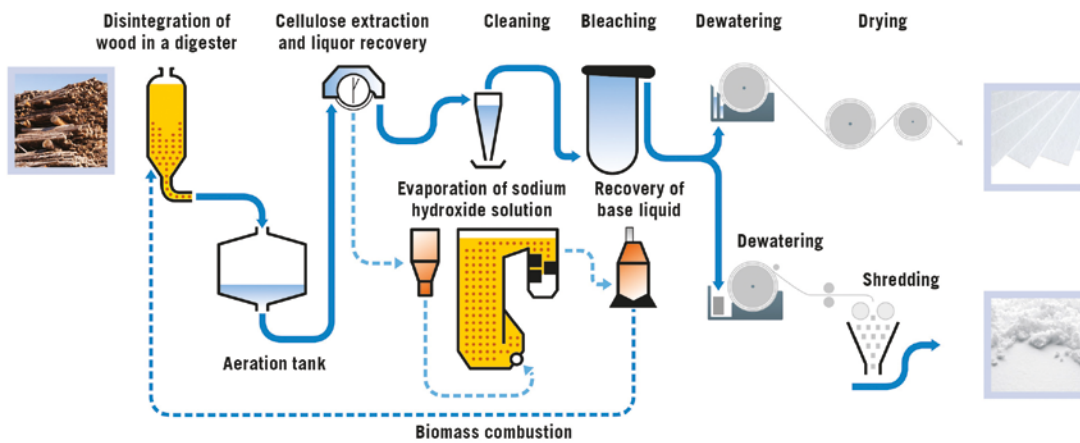 Disintegration of
wood in a digester
Cellulose extraction
and liquor recovery
Cleaning
Bleaching
Dewatering
Drying
Evaporation of sodium
hydroxide solution
Recovery of
base liquid
Dewatering
Shredding
Aeration tank
Biomass combustion